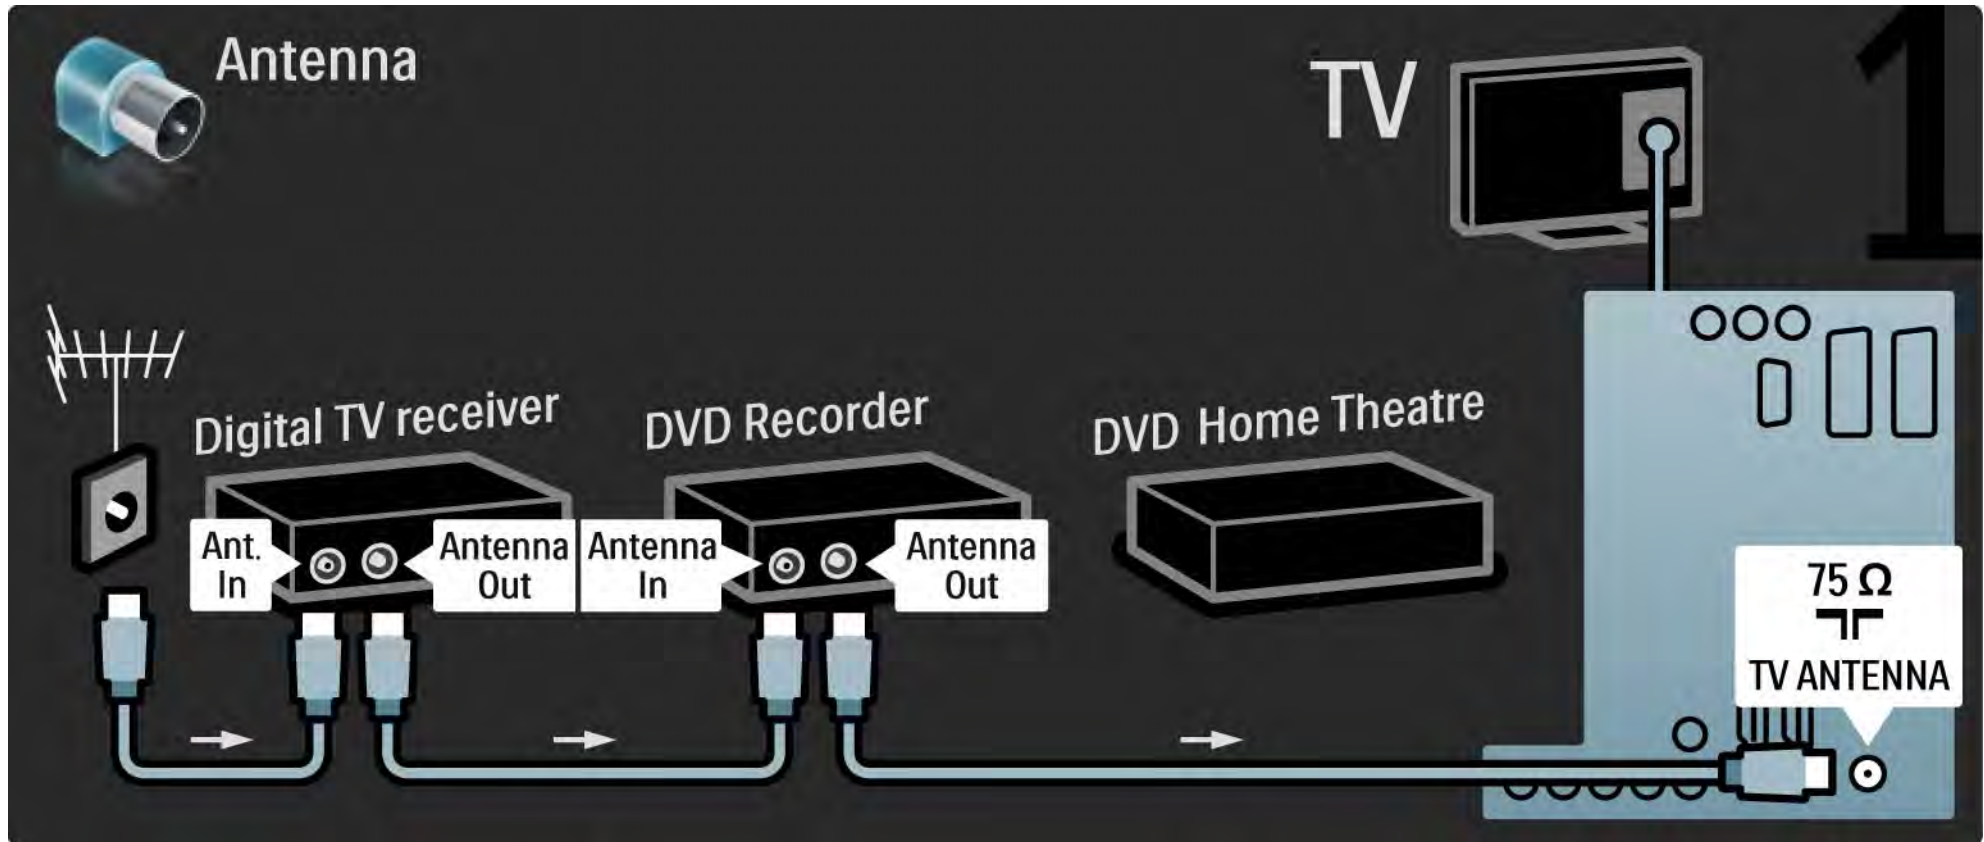 Antenna
TV
1
Digital TV receiver
DVD Recorder
DVD Home Theatre
Ant.
In
Antenna
Out
Antenna
In
Antenna
Out
75 Ω
TV ANTENNA